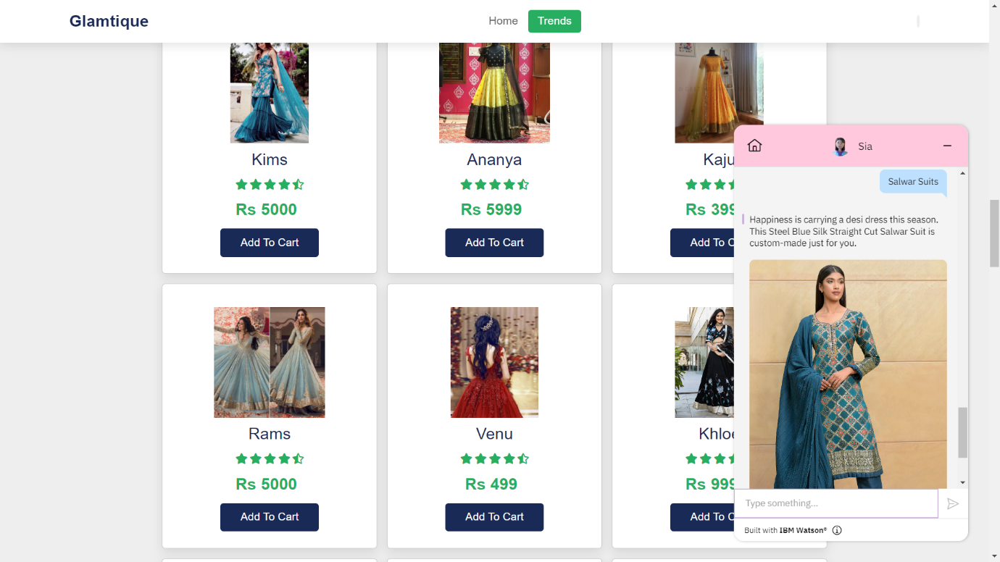 Glamtique
Home
Trends
Kims
Rs 5000
Add To Cart
Ananya
Rs 5999
Add To Cart
Kaju
Rs 399
Add To C
Rams
Rs 5000
Add To Cart
Venu
Rs 499
Add To Cart
Khloe
Rs 999
Add To C
Sia
Salwar Suits
Happiness is carrying a desi dress this season.
This Steel Blue Silk Straight Cut Salwar Suit is
custom-made just for you.
Type something...
Built with IBM Watson®